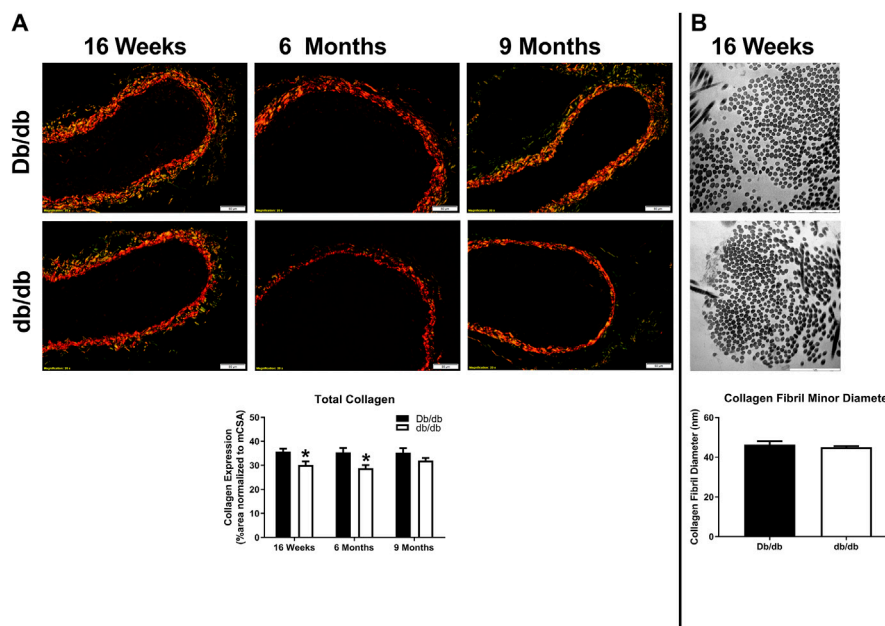 A
16 Weeks
6 Months
9 Months
Db/db
db/db
Total Collagen
Db/db
db/db
Collagen Expression
(%area normalized to mCSA)
50
40
30
20
10
0
*
*
16 Weeks
6 Months
9 Months
B
16 Weeks
Collagen Fibril Minor Diamete
Collagen Fibril Diameter (nm)
60
40
20
0
Db/db
db/db